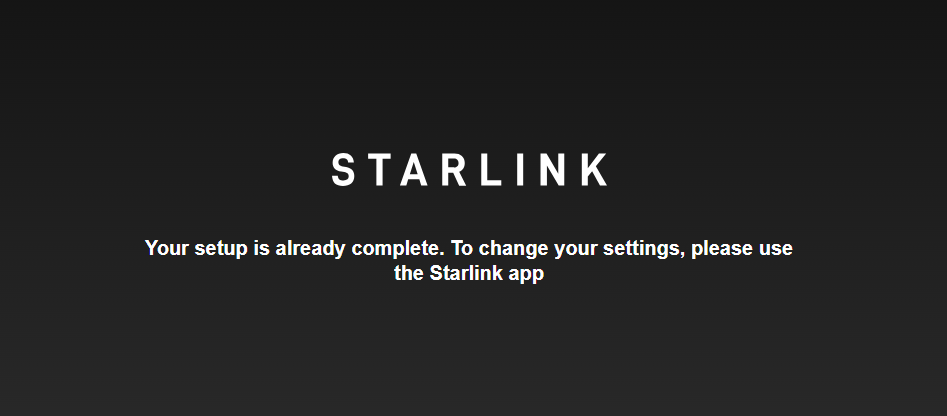 STARLINK
Your setup is already complete. To change your settings, please use
the Starlink app